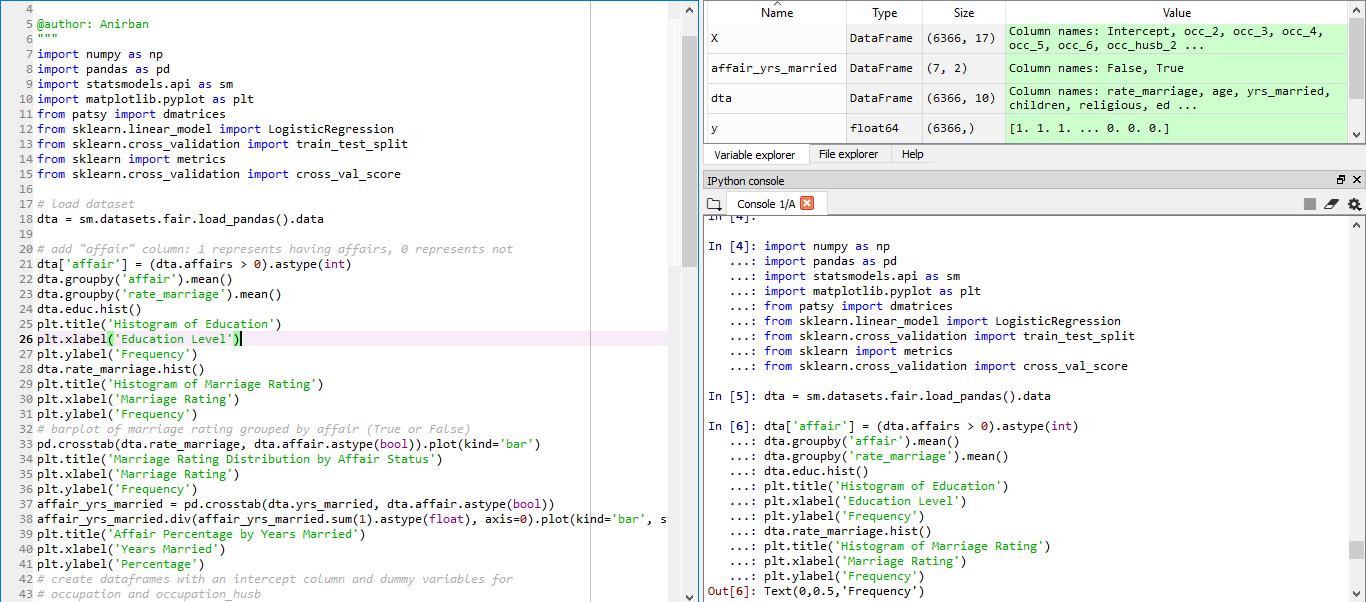 4
5 @author: Anirban
6 """
7 import numpy as np
8 import pandas as pd
9 import statsmodels.api as sm
10 import matplotlib.pyplot as plt
11 from patsy import dmatrices
12 from sklearn.linear_model import LogisticRegression
13 from sklearn.cross_validation import train_test_split
14 from sklearn import metrics
15 from sklearn.cross_validation import cross_val_score
16
17 # load dataset
18 dta = sm.datasets.fair.load_pandas().data
19
20 # add "affair" column: 1 represents having affairs, 0 represents not
21 dta['affair'] = (dta.affairs > 0).astype(int)
22 dta.groupby('affair').mean()
23 dta.groupby('rate_marriage').mean()
24 dta.educ.hist()
25 plt.title('Histogram of Education')
26 plt.xlabel('Education Level')
27 plt.ylabel('Frequency')
28 dta.rate_marriage.hist()
29 plt.title('Histogram of Marriage Rating')
30 plt.xlabel('Marriage Rating')
31 plt.ylabel('Frequency')
32 # barplot of marriage rating grouped by affair (True or False)
33 pd.crosstab(dta.rate_marriage, dta.affair.astype(bool)).plot(kind='bar')
34 plt.title('Marriage Rating Distribution by Affair Status')
35 plt.xlabel('Marriage Rating')
36 plt.ylabel('Frequency')
37 affair_yrs_married = pd.crosstab(dta.yrs_married, dta.affair.astype(bool))
38 affair_yrs_married.div(affair_yrs_married.sum(1).astype(float), axis=0).plot(kind='bar',
39 plt.title('Affair Percentage by Years Married')
40 plt.xlabel('Years Married')
41 plt.ylabel('Percentage')
42 # create dataframes with an intercept column and dummy variables for
43 # occupation and occupation_husb
Name Type Size Value
X DataFrame (6366, 17) Column names: Intercept, occ_2, occ_3, occ_4,
occ_5, occ_6, occ_husb_2 ...
affair_yrs_married DataFrame (7, 2) Column names: False, True
dta DataFrame (6366, 10) Column names: rate_marriage, age, yrs_married,
children, religious, ed ...
y float64 (6366,) [1. 1. 1. ... 0. 0. 0.]
Variable explorer File explorer Help
IPython console
Console 1/A
In [4]:
In [4]: import numpy as np
...: import pandas as pd
...: import statsmodels.api as sm
...: import matplotlib.pyplot as plt
...: from patsy import dmatrices
...: from sklearn.linear_model import LogisticRegression
...: from sklearn.cross_validation import train_test_split
...: from sklearn import metrics
...: from sklearn.cross_validation import cross_val_score
In [5]: dta = sm.datasets.fair.load_pandas().data
In [6]: dta['affair'] = (dta.affairs > 0).astype(int)
...: dta.groupby('affair').mean()
...: dta.groupby('rate_marriage').mean()
...: dta.educ.hist()
...: plt.title('Histogram of Education')
...: plt.xlabel('Education Level')
...: plt.ylabel('Frequency')
...: dta.rate_marriage.hist()
...: plt.title('Histogram of Marriage Rating')
...: plt.xlabel('Marriage Rating')
...: plt.ylabel('Frequency')
Out[6]: Text(0,0.5,'Frequency')